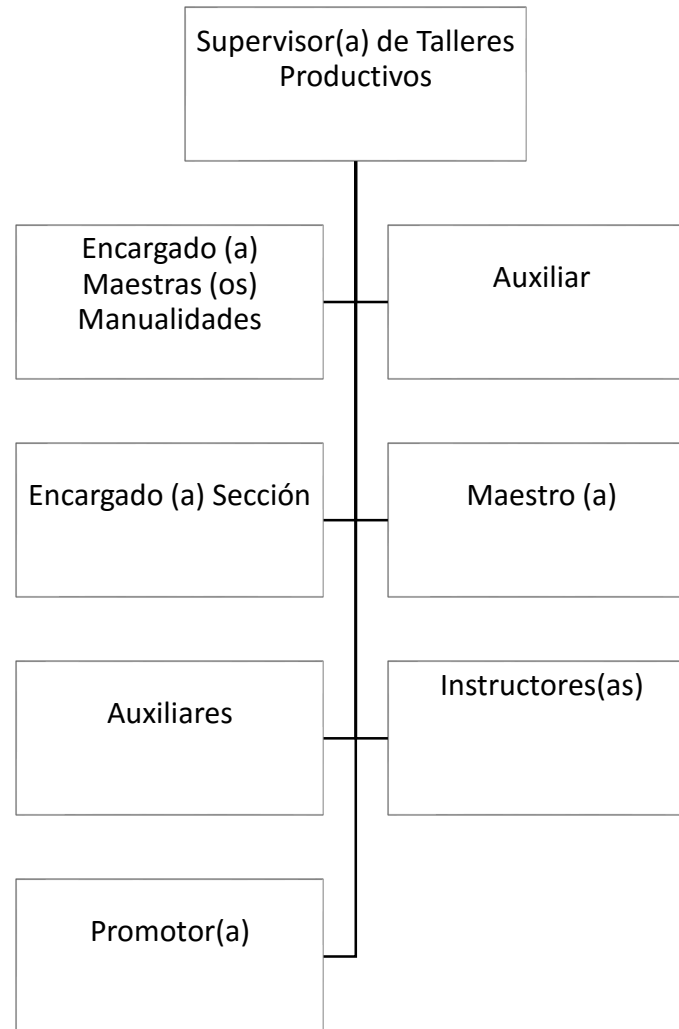 Supervisor(a) de Talleres
Productivos
Encargado (a)
Maestras (os)
Manualidades
Auxiliar
Encargado (a) Sección
Maestro (a)
Auxiliares
Instructores(as)
Promotor(a)